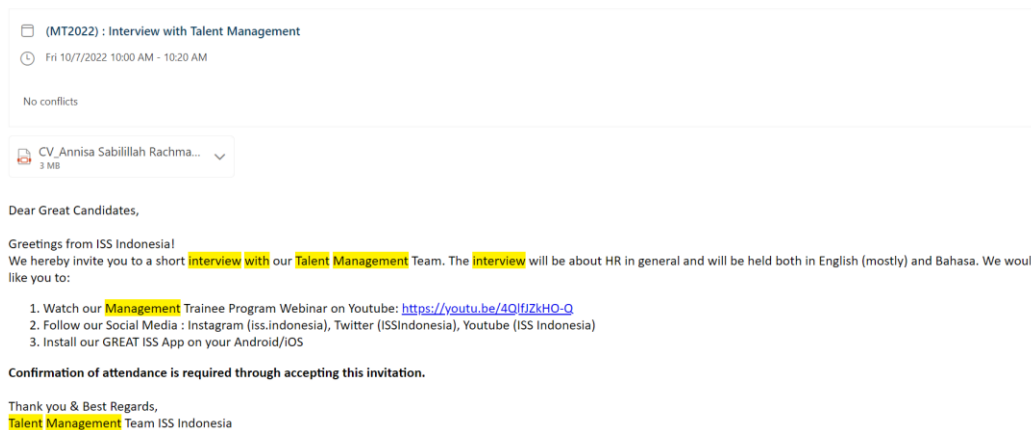 (MT2022) : Interview with Talent Management
Fri 10/7/2022 10:00 AM - 10:20 AM
No conflicts
CV_Annisa Sabilillah Rachma...
3 MB
Dear Great Candidates,
Greetings from ISS Indonesia!
We hereby invite you to a short interview with our Talent Management Team. The interview will be about HR in general and will be held both in English (mostly) and Bahasa. We woul
like you to:
1. Watch our Management Trainee Program Webinar on Youtube: https://youtu.be/4QlfJZkHO-Q
2. Follow our Social Media : Instagram (iss.indonesia), Twitter (ISSIndonesia), Youtube (ISS Indonesia)
3. Install our GREAT ISS App on your Android/iOS
Confirmation of attendance is required through accepting this invitation.
Thank you & Best Regards,
Talent Management Team ISS Indonesia